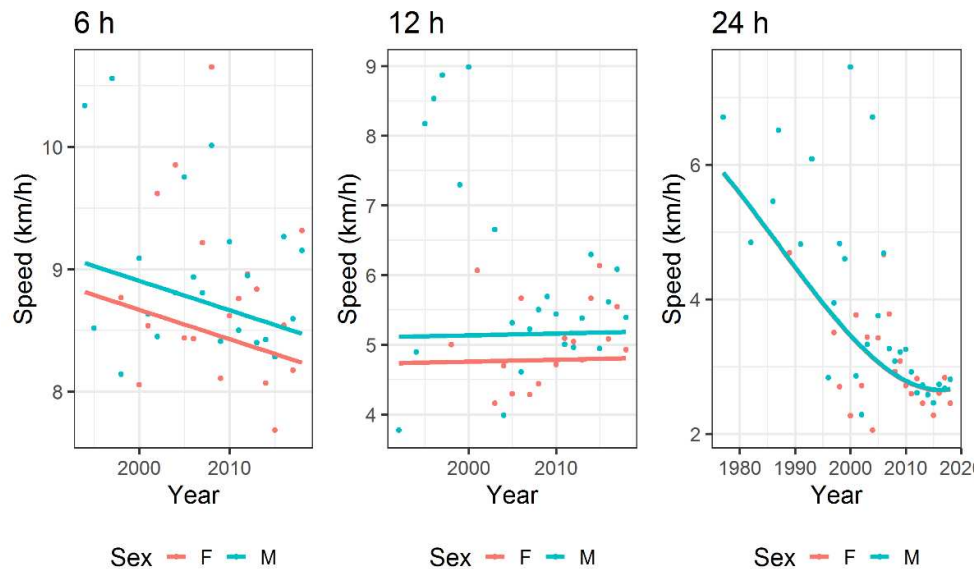 6 h
12 h
24 h
Speed (km/h)
10
9
8
2000
2010
Year
Speed (km/h)
9
8
7
6
5
4
2000
2010
Year
Speed (km/h)
6
4
2
1980
1990
2000
2010
2020
Year
Sex F M
Sex F M
Sex F M